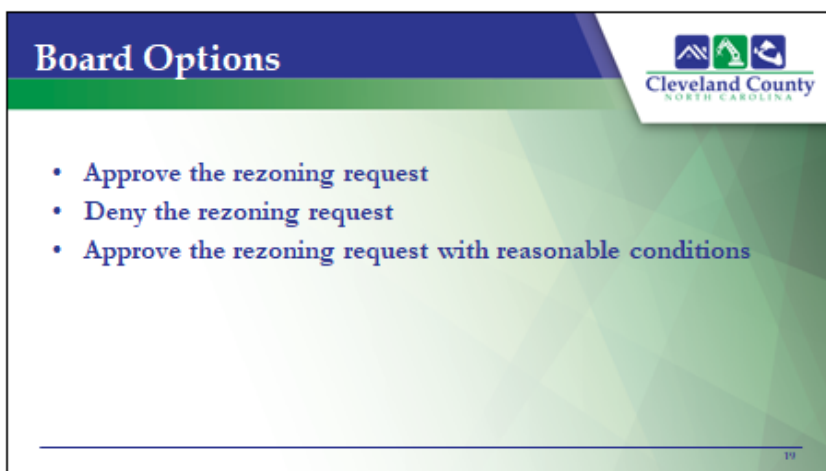 Board Options
Cleveland County
NORTH CAROLINA
• Approve the rezoning request
• Deny the rezoning request
• Approve the rezoning request with reasonable conditions
19